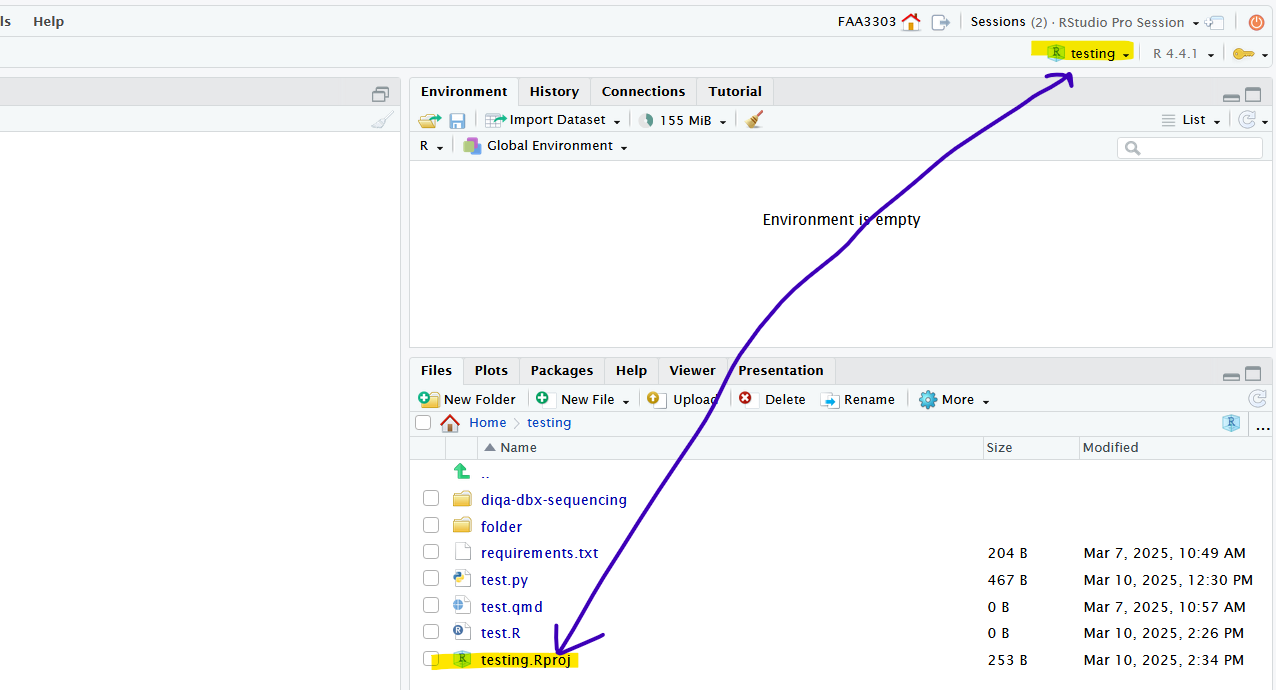 ls Help FAA3303 Sessions (2) · RStudio Pro Session
testing R 4.4.1
Environment History Connections Tutorial
Import Dataset 155 MiB List
R Global Environment
Environment is empty
Files Plots Packages Help Viewer Presentation
New Folder New File Upload Delete Rename More
Home testing ...
Name Size Modified
..
diqa-dbx-sequencing
folder
requirements.txt 204 B Mar 7, 2025, 10:49 AM
test.py 467 B Mar 10, 2025, 12:30 PM
test.qmd 0 B Mar 7, 2025, 10:57 AM
test.R 0 B Mar 10, 2025, 2:26 PM
testing.Rproj 253 B Mar 10, 2025, 2:34 PM